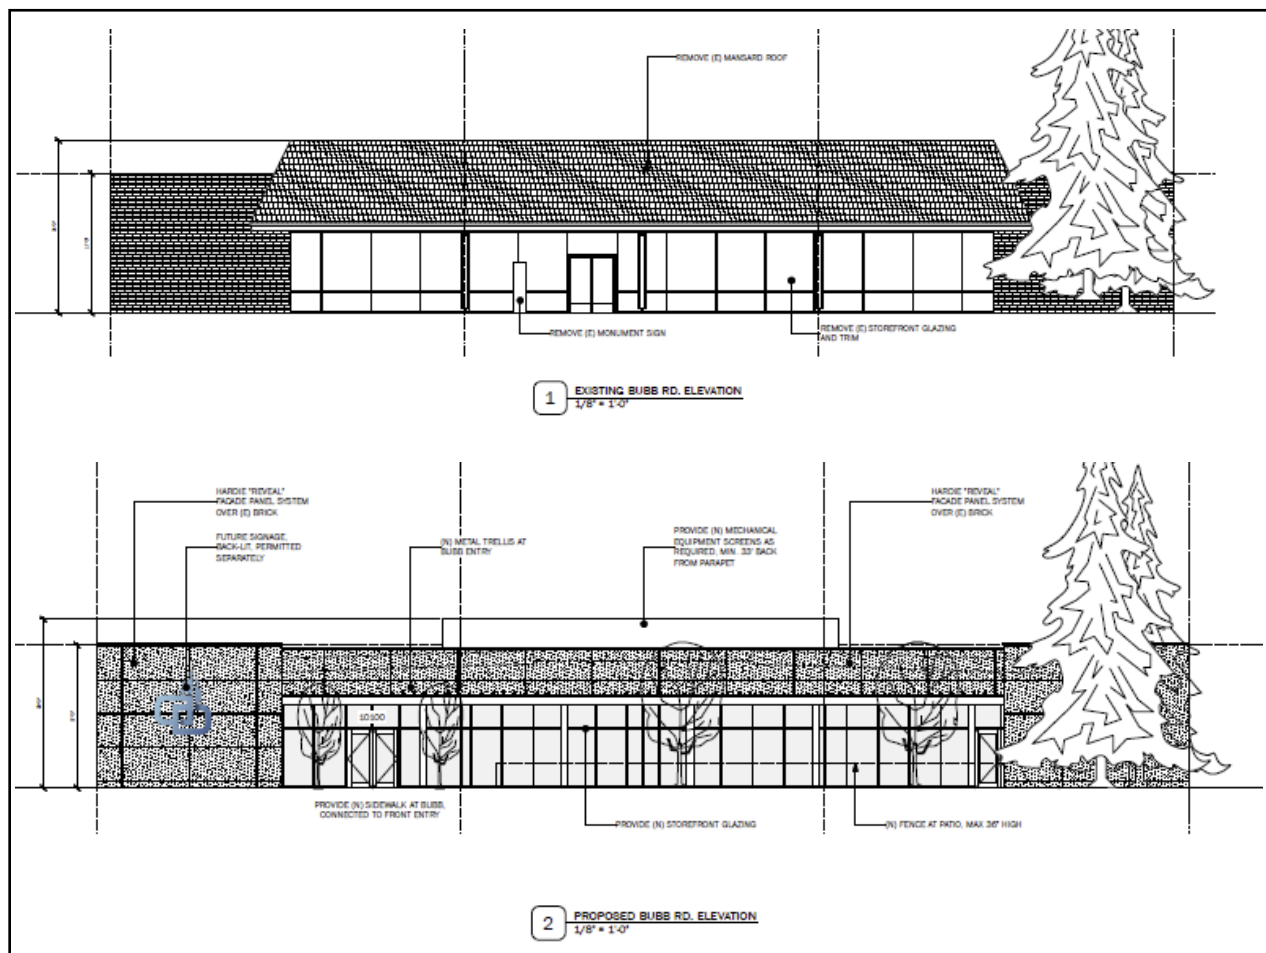 REMOVE (E) MANSARD ROOF
REMOVE (E) MONUMENT SIGN
REMOVE (E) STOREFRONT GLAZING
AND TRIM
1
EXISTING BUBB RD. ELEVATION
1/8" = 1'-0"
HARDIE "REVEAL"
FACADE PANEL SYSTEM
OVER (E) BRICK
FUTURE SIGNAGE,
BACK-LIT, PERMITTED
SEPARATELY
(N) METAL TRELLIS AT
BUBB ENTRY
PROVIDE (N) MECHANICAL
EQUIPMENT SCREENS AS
REQUIRED, MIN. 33' BACK
FROM PARAPET
HARDIE "REVEAL"
FACADE PANEL SYSTEM
OVER (E) BRICK
10100
PROVIDE (N) SIDEWALK AT BUBB,
CONNECTED TO FRONT ENTRY
PROVIDE (N) STOREFRONT GLAZING
(N) FENCE AT PATIO, MAX 36" HIGH
2
PROPOSED BUBB RD. ELEVATION
1/8" = 1'-0"